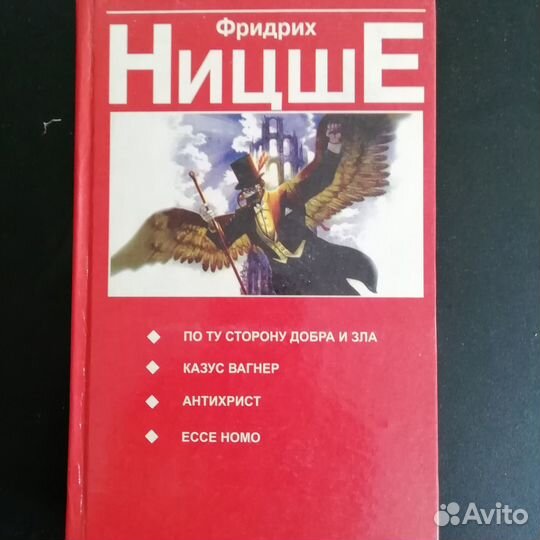 Фридрих
НИЦШЕ
ПО ТУ СТОРОНУ ДОБРА И ЗЛА
КАЗУС ВАГНЕР
АНТИХРИСТ
ECCE HOMO
Avito